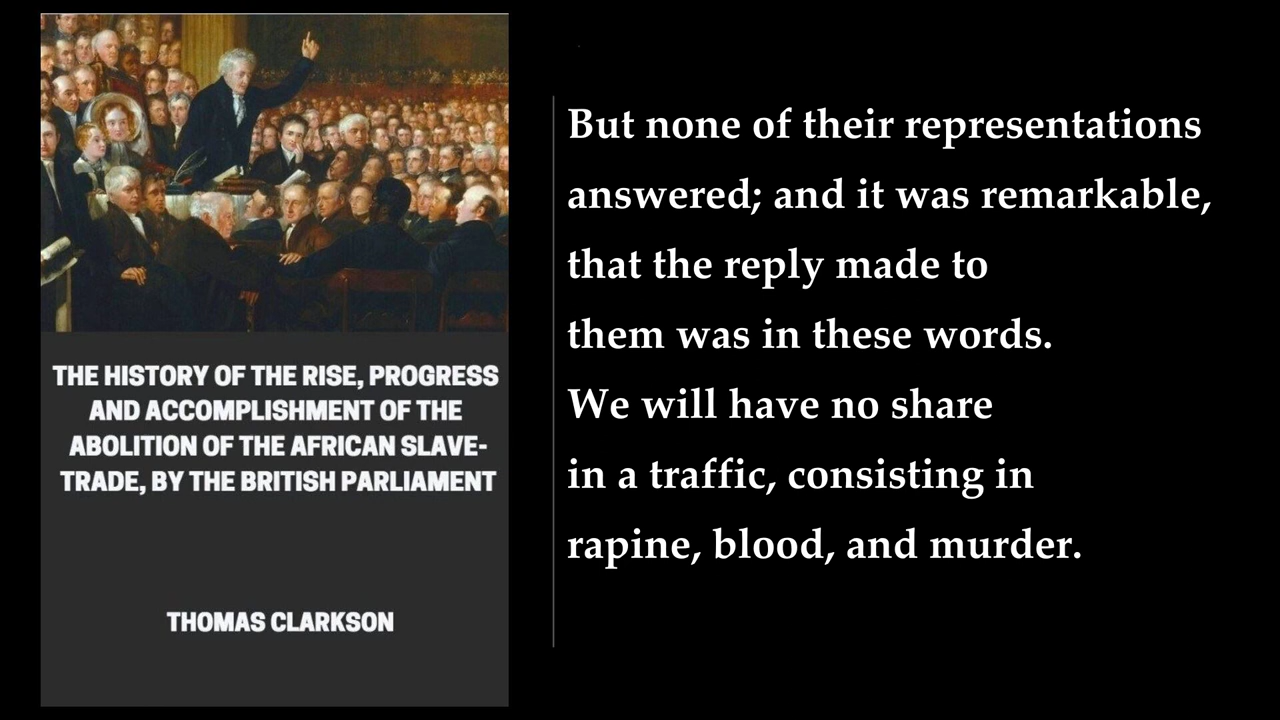 THE HISTORY OF THE RISE, PROGRESS
AND ACCOMPLISHMENT OF THE
ABOLITION OF THE AFRICAN SLAVE-
TRADE, BY THE BRITISH PARLIAMENT
THOMAS CLARKSON
But none of their representations
answered; and it was remarkable,
that the reply made to
them was in these words.
We will have no share
in a traffic, consisting in
rapine, blood, and murder.